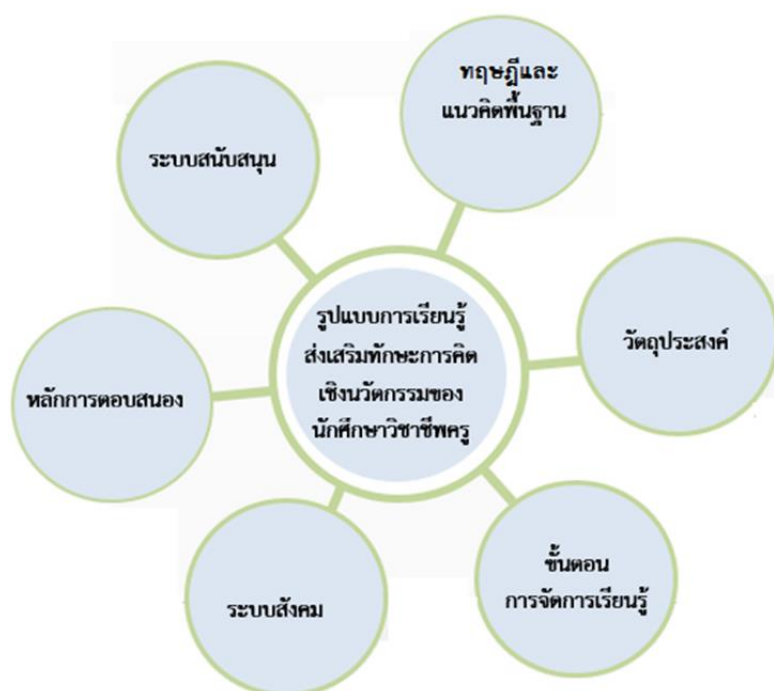 ทฤษฎีและ
แนวคิดพื้นฐาน
ระบบสนับสนุน
รูปแบบการเรียนรู้
ส่งเสริมทักษะการคิด
เชิงนวัตกรรมของ
นักศึกษาวิชาชีพครู
วัตถุประสงค์
หลักการตอบสนอง
ขั้นตอน
การจัดการเรียนรู้
ระบบสังคม